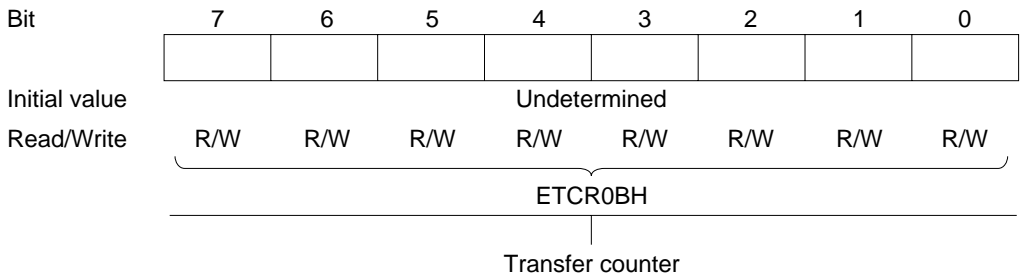 Bit 7 6 5 4 3 2 1 0
Initial value Undetermined
Read/Write R/W R/W R/W R/W R/W R/W R/W R/W
ETCR0BH
Transfer counter